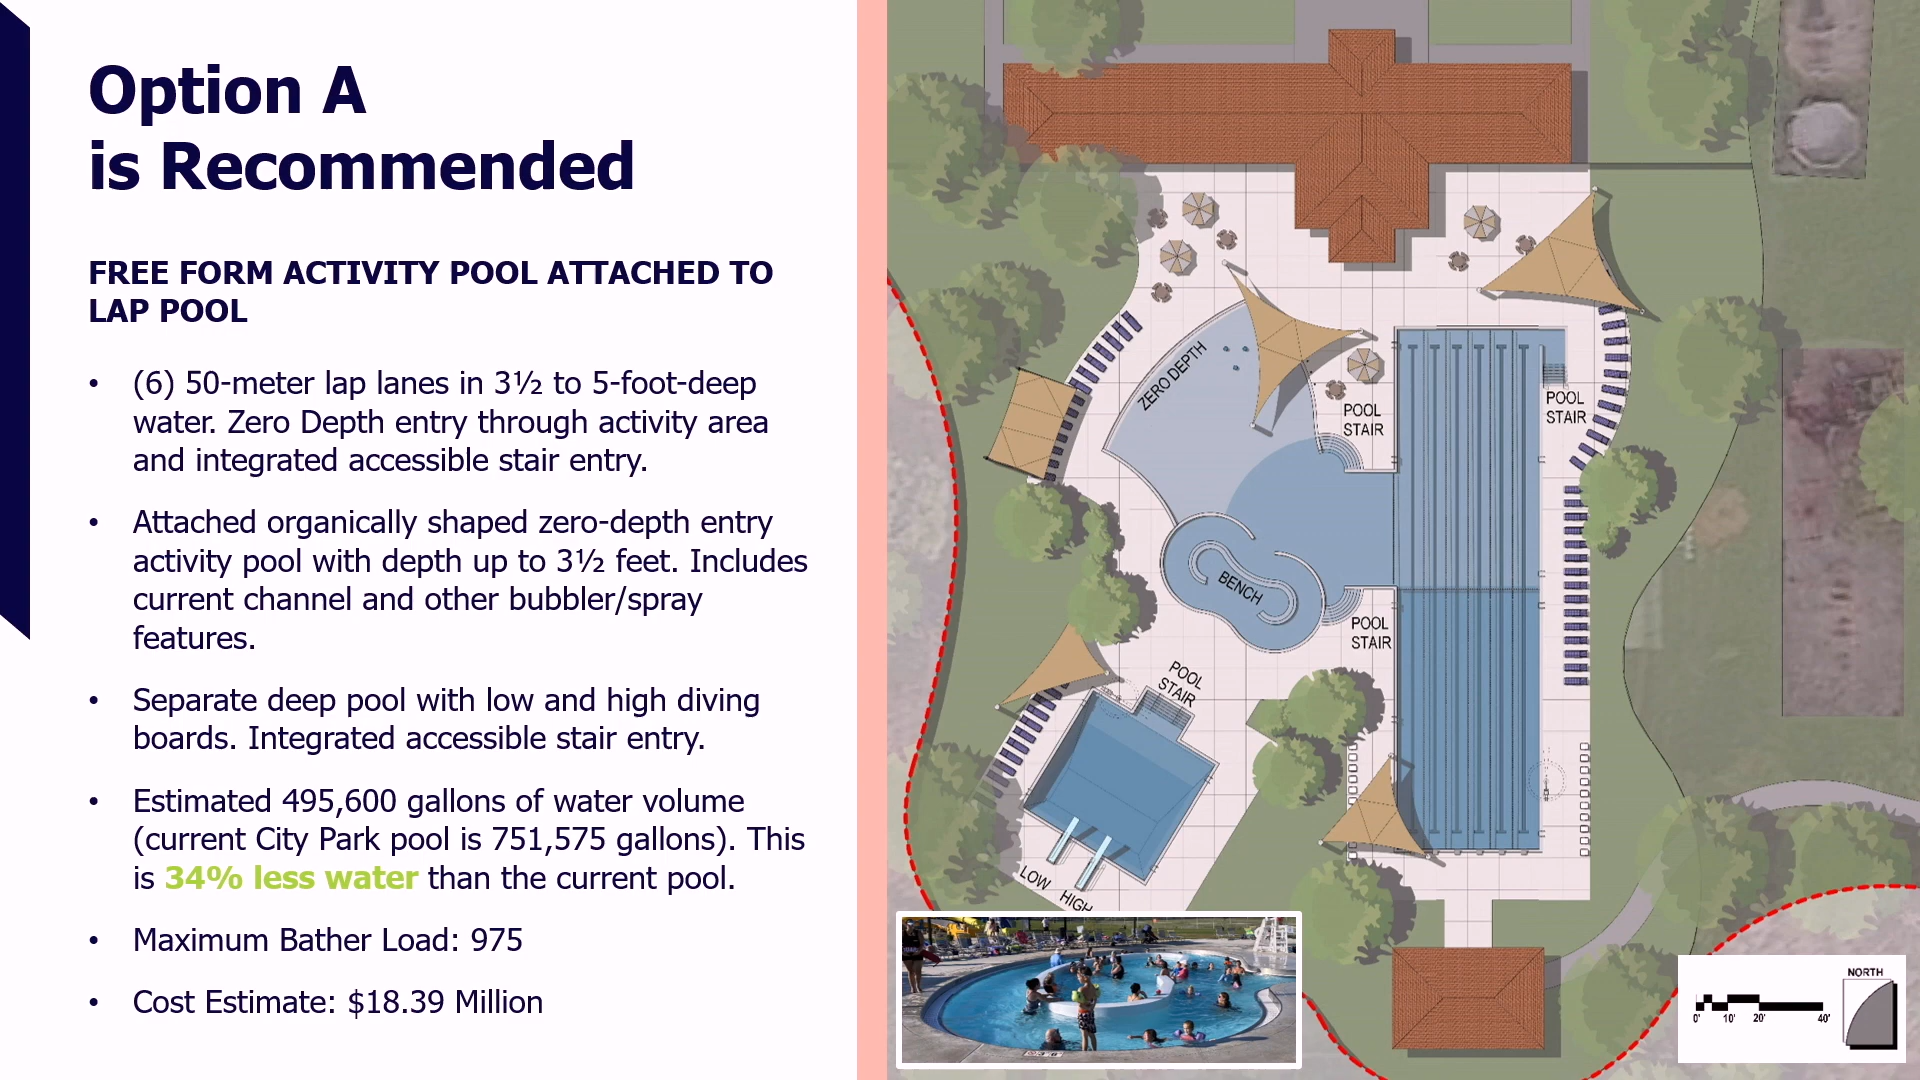 Option A
is Recommended
FREE FORM ACTIVITY POOL ATTACHED TO
LAP POOL
• (6) 50-meter lap lanes in 3½ to 5-foot-deep
water. Zero Depth entry through activity area
and integrated accessible stair entry.
• Attached organically shaped zero-depth entry
activity pool with depth up to 3½ feet. Includes
current channel and other bubbler/spray
features.
• Separate deep pool with low and high diving
boards. Integrated accessible stair entry.
• Estimated 495,600 gallons of water volume
(current City Park pool is 751,575 gallons). This
is 34% less water than the current pool.
• Maximum Bather Load: 975
• Cost Estimate: $18.39 Million
ZERO DEPTH
POOL
STAIR
POOL
STAIR
BENCH
POOL
STAIR
POOL
STAIR
LOW
HIGH
NORTH
0' 10' 20' 40'